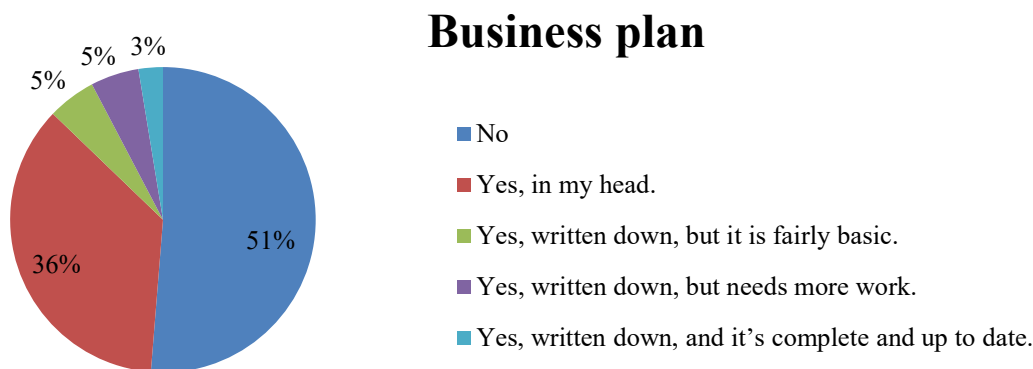 Business plan
3%
5%
5%
51%
36%
No
Yes, in my head.
Yes, written down, but it is fairly basic.
Yes, written down, but needs more work.
Yes, written down, and it’s complete and up to date.